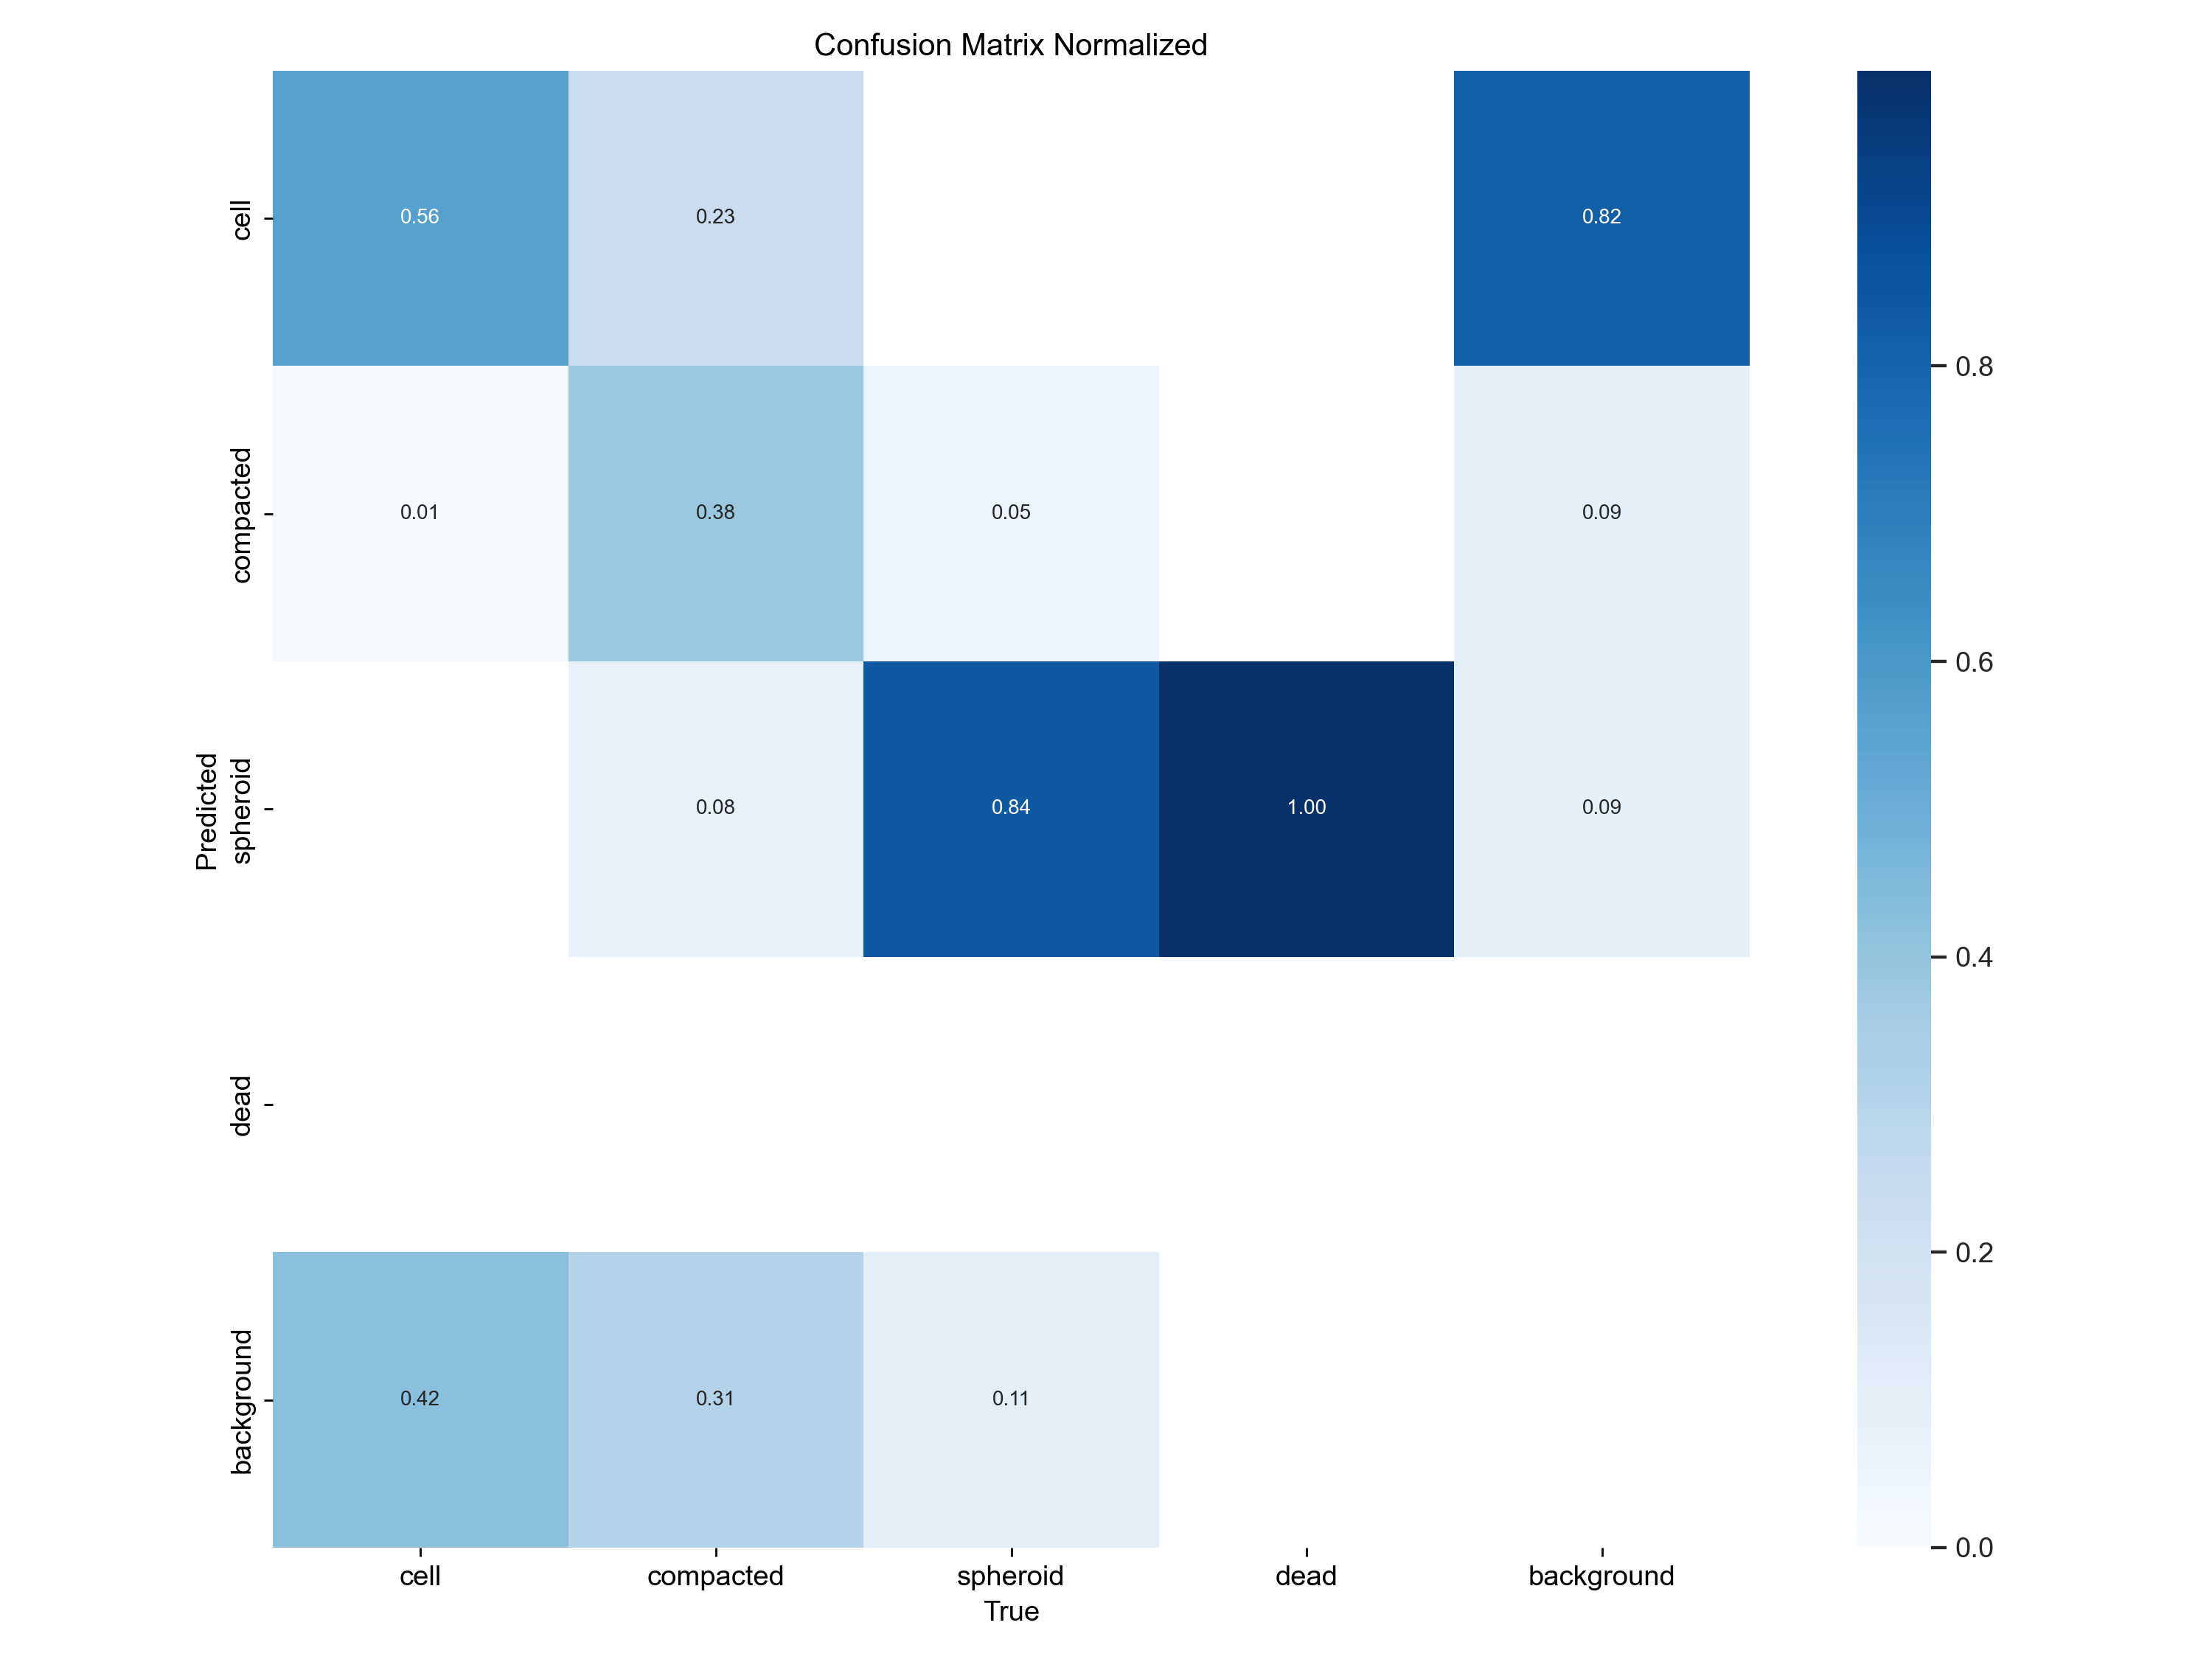 Confusion Matrix Normalized
cell
0.56
0.23
0.82
compacted
0.01
0.38
0.05
0.09
Predicted
spheroid
0.08
0.84
1.00
0.09
dead
background
0.42
0.31
0.11
cell
compacted
spheroid
dead
background
True
0.8
0.6
0.4
0.2
0.0